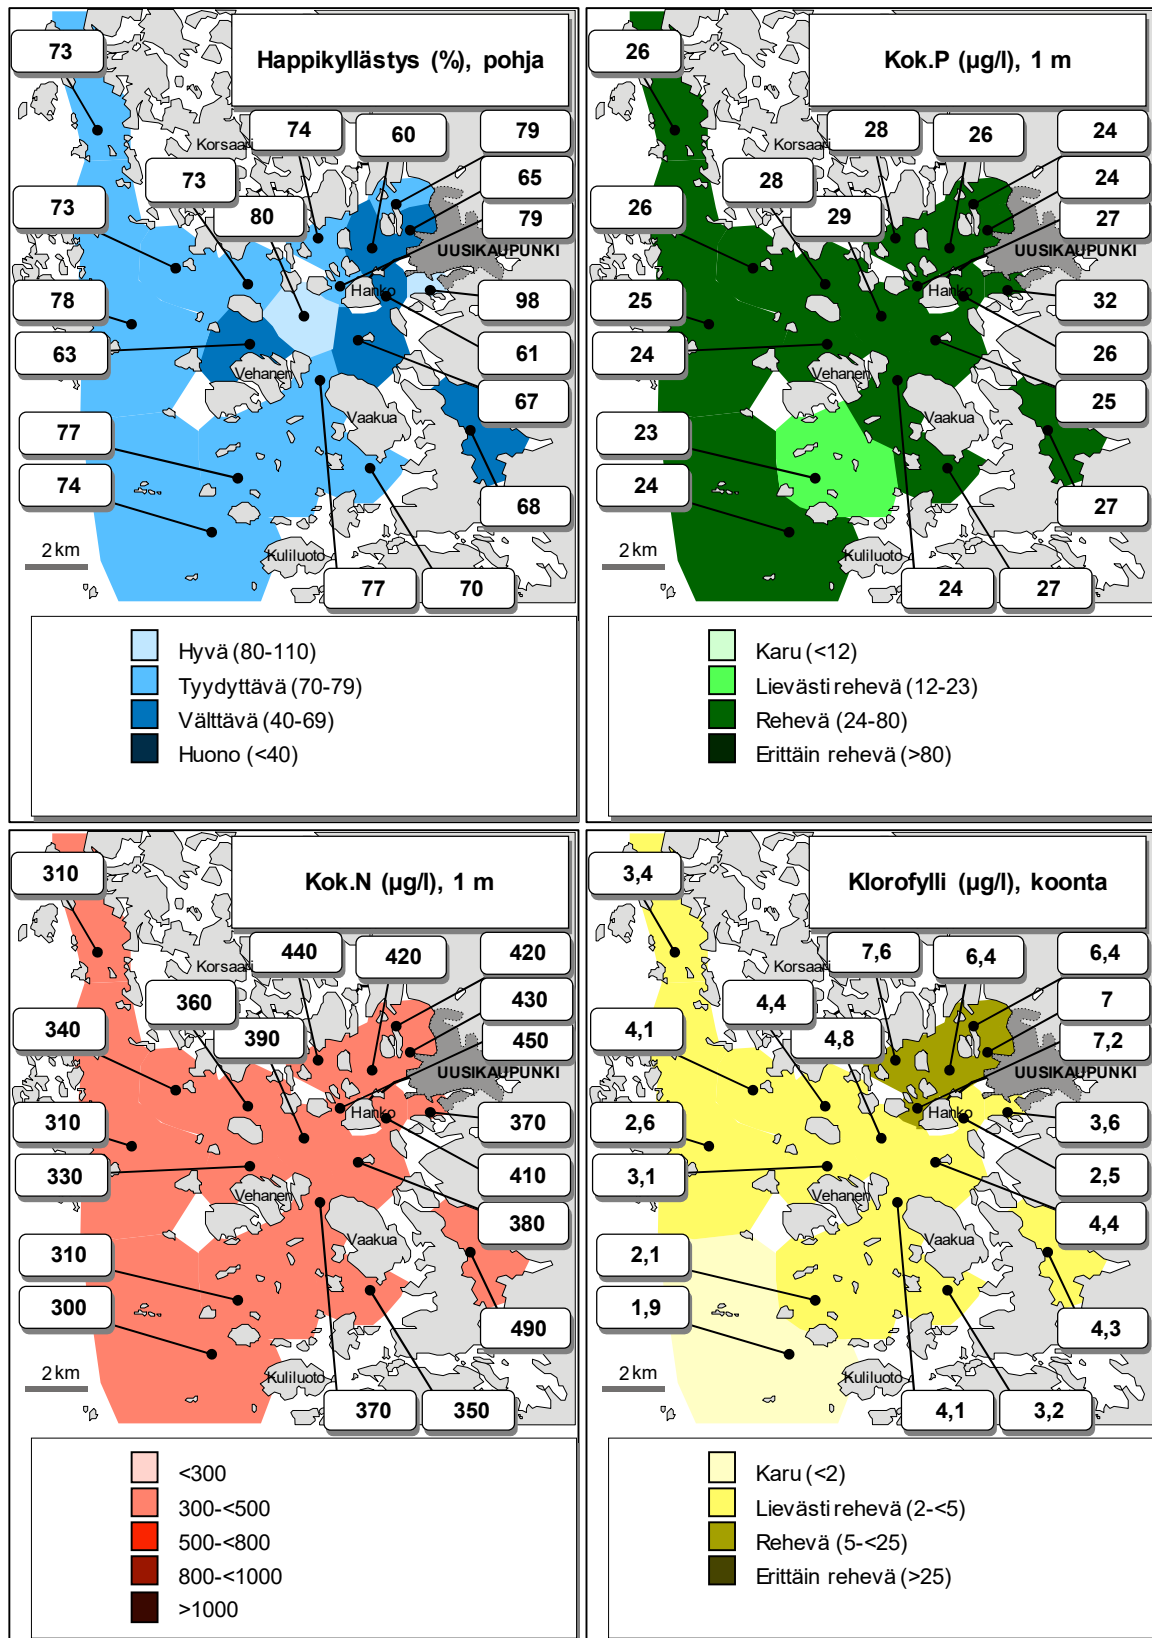 Happikyllästys (%), pohja
73
74
60
79
Korsaari
73
65
73
80
79
UUSIKAUPUNKI
78
Hanko
98
63
61
Vehanen
67
77
Vaakua
74
68
2 km
Kuliluoto
77
70
Hyvä (80-110)
Tyydyttävä (70-79)
Välttävä (40-69)
Huono (<40)
Kok.P (µg/l), 1 m
26
28
26
24
28
24
26
29
27
UUSIKAUPUNKI
25
Hanko
32
24
26
Vehanen
25
23
Vaakua
24
27
2 km
Kuliluoto
24
27
Karu (<12)
Lievästi rehevä (12-23)
Rehevä (24-80)
Erittäin rehevä (>80)
Kok.N (µg/l), 1 m
310
440
420
420
Korsaari
360
430
340
390
450
UUSIKAUPUNKI
310
Hanko
370
330
410
Vehanen
380
310
Vaakua
300
490
2 km
Kuliluoto
370
350
<300
300-<500
500-<800
800-<1000
>1000
Klorofylli (µg/l), koonta
3,4
7,6
6,4
6,4
4,4
7
4,1
4,8
7,2
UUSIKAUPUNKI
2,6
Hanko
3,6
3,1
2,5
Vehanen
4,4
2,1
Vaakua
1,9
4,3
2 km
Kuliluoto
4,1
3,2
Karu (<2)
Lievästi rehevä (2-<5)
Rehevä (5-<25)
Erittäin rehevä (>25)